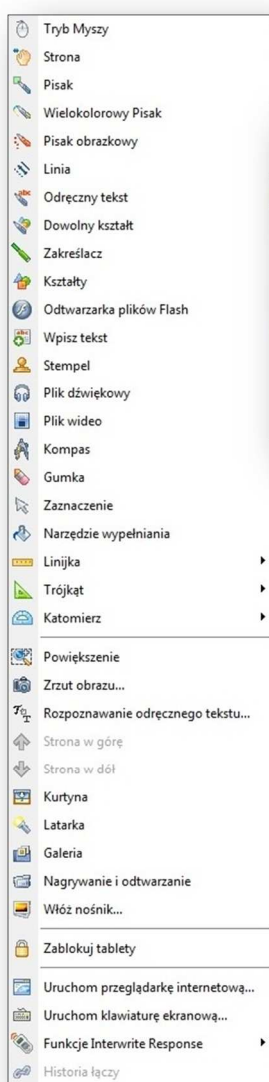 Tryb Myszy
Strona
Pisak
Wielokolorowy Pisak
Pisak obrazkowy
Linia
Odręczny tekst
Dowolny kształt
Zakreślacz
Kształty
Odtwarzarka plików Flash
Wpisz tekst
Stempel
Plik dźwiękowy
Plik wideo
Kompas
Gumka
Zaznaczenie
Narzędzie wypełniania
Linijka
Trójkąt
Katomierz
Powiększenie
Zrzut obrazu...
Rozpoznawanie odręcznego tekstu...
Strona w górę
Strona w dół
Kurtyna
Latarka
Galeria
Nagrywanie i odtwarzanie
Włóż nośnik...
Zablokuj tablety
Uruchom przeglądarkę internetową...
Uruchom klawiaturę ekranową...
Funkcje Interwrite Response
Historia łączy